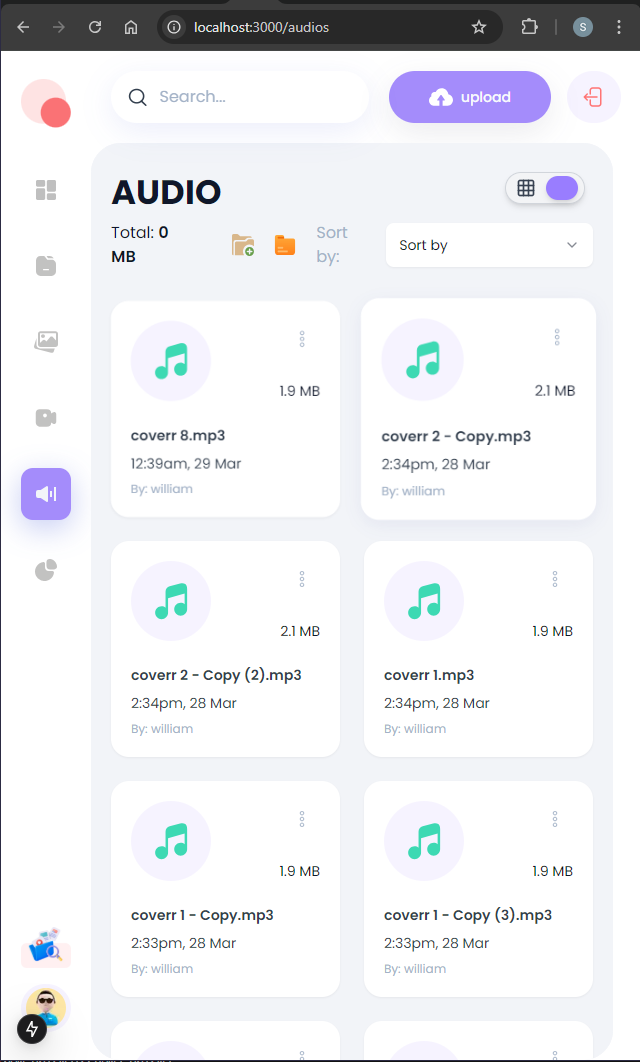 localhost:3000/audios
S
Search...
upload
AUDIO
Total: 0
MB
Sort
by:
Sort by
1.9 MB
coverr 8.mp3
12:39am, 29 Mar
By: william
2.1 MB
coverr 2 - Copy.mp3
2:34pm, 28 Mar
By: william
2.1 MB
coverr 2 - Copy (2).mp3
2:34pm, 28 Mar
By: william
1.9 MB
coverr 1.mp3
2:34pm, 28 Mar
By: william
1.9 MB
coverr 1 - Copy.mp3
2:33pm, 28 Mar
By: william
1.9 MB
coverr 1 - Copy (3).mp3
2:33pm, 28 Mar
By: william